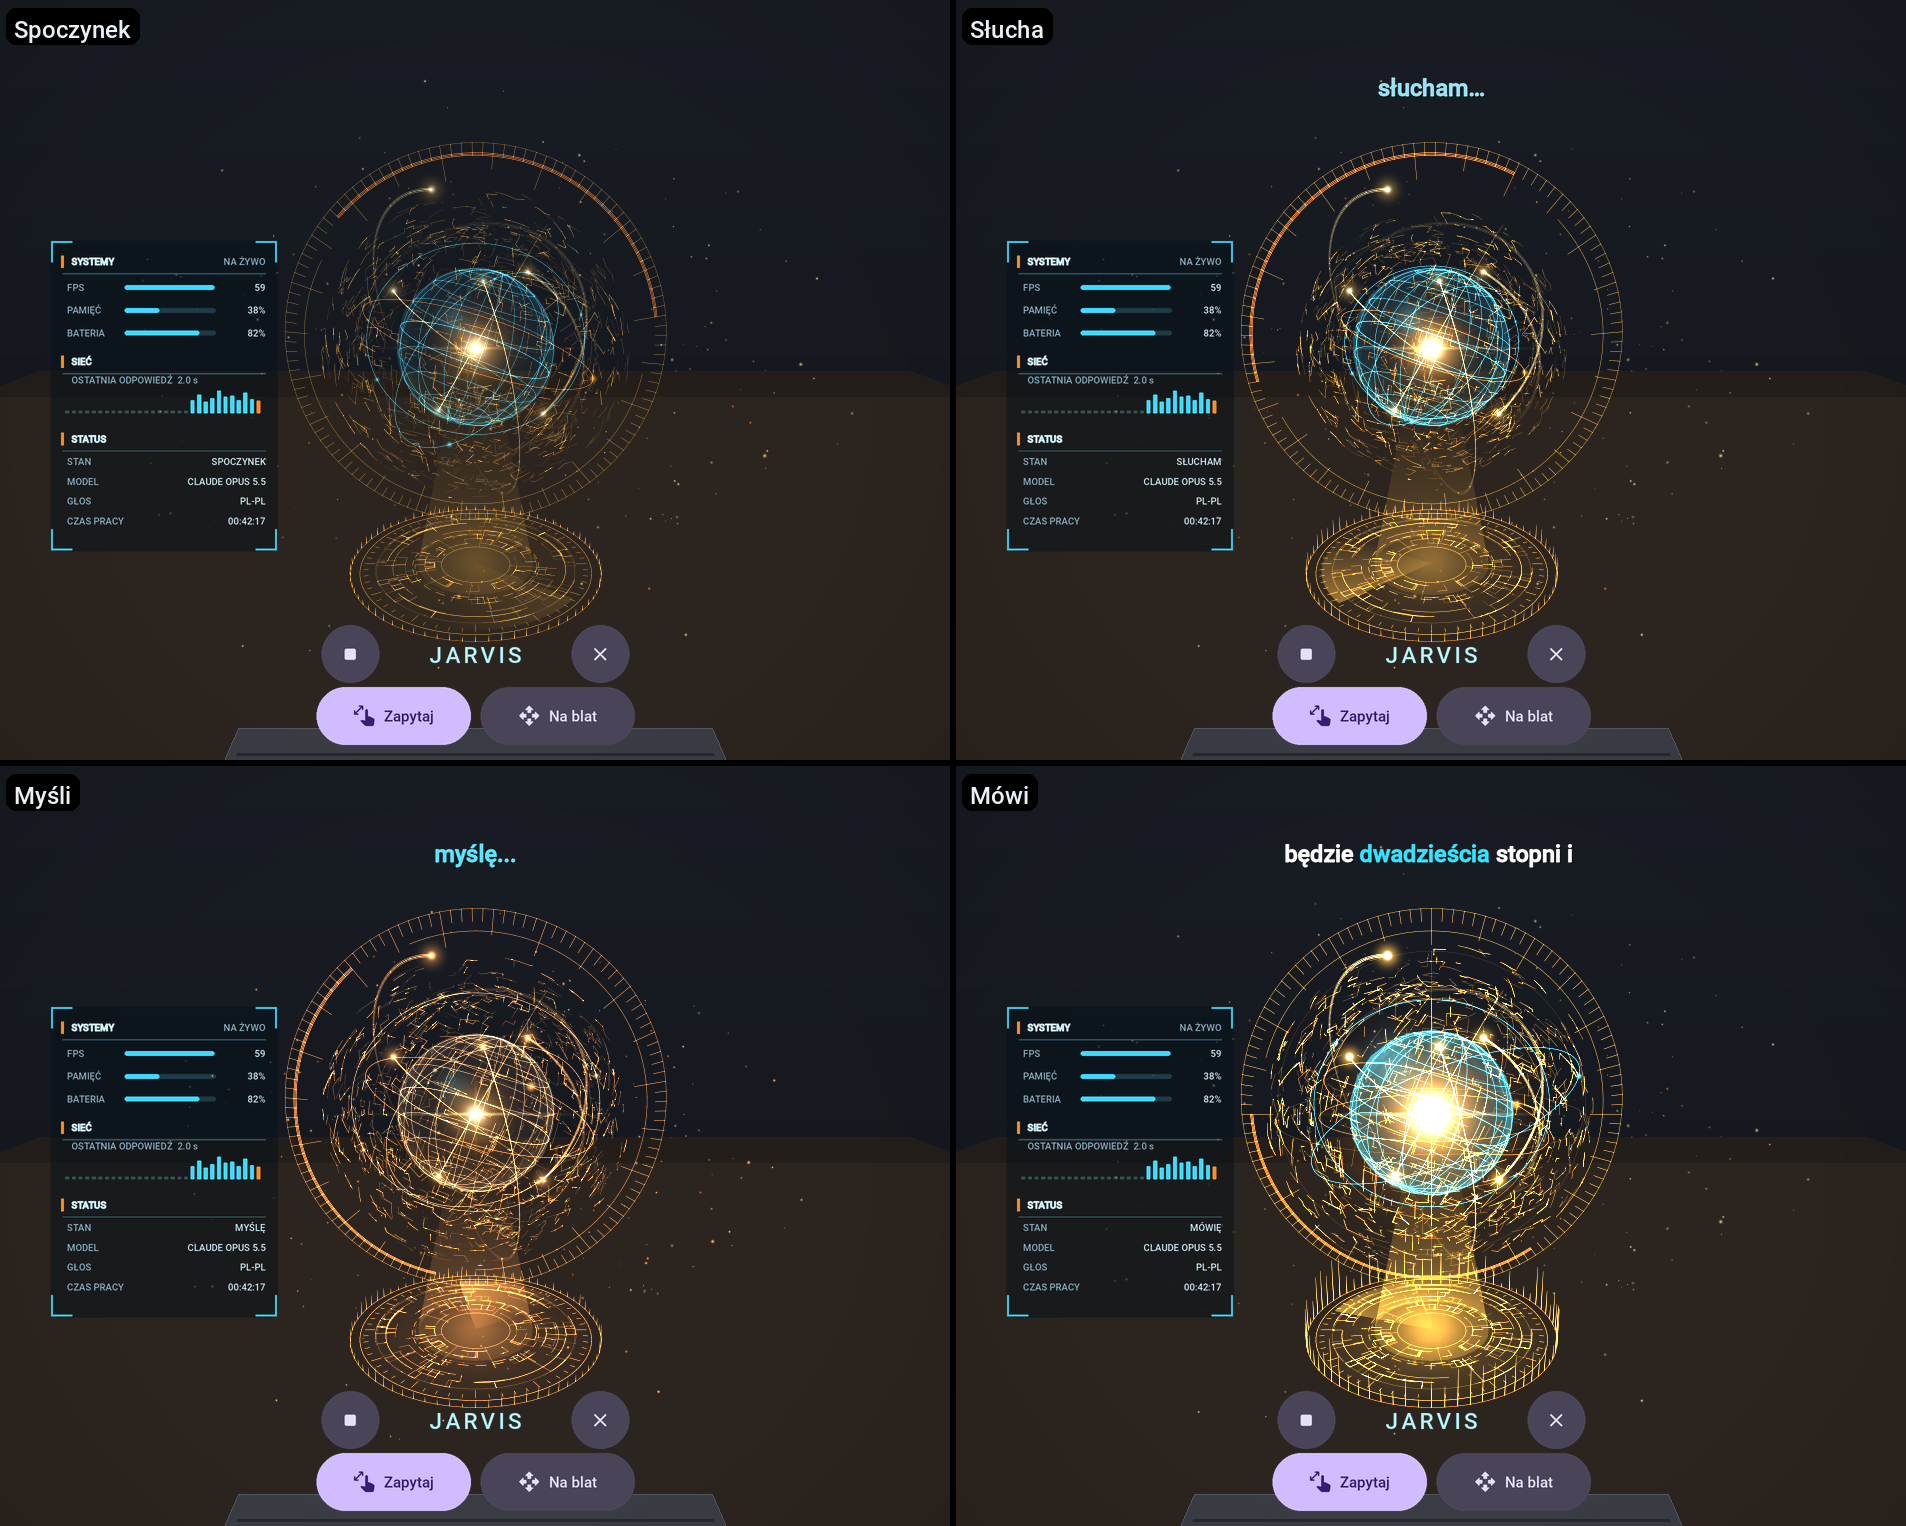 Spoczynek
SYSTEMY NA ŻYWO
FPS 59
PAMIĘĆ 38%
BATERIA 82%
SIEĆ
OSTATNIA ODPOWIEDŹ 2.0 s
STATUS
STAN SPOCZYNEK
MODEL CLAUDE OPUS 5.5
GŁOS PL-PL
CZAS PRACY 00:42:17
JARVIS
Zapytaj Na blat
Słucha
słucham...
SYSTEMY NA ŻYWO
FPS 59
PAMIĘĆ 38%
BATERIA 82%
SIEĆ
OSTATNIA ODPOWIEDŹ 2.0 s
STATUS
STAN SŁUCHAM
MODEL CLAUDE OPUS 5.5
GŁOS PL-PL
CZAS PRACY 00:42:17
JARVIS
Zapytaj Na blat
Myśli
myślę...
SYSTEMY NA ŻYWO
FPS 59
PAMIĘĆ 38%
BATERIA 82%
SIEĆ
OSTATNIA ODPOWIEDŹ 2.0 s
STATUS
STAN MYŚLĘ
MODEL CLAUDE OPUS 5.5
GŁOS PL-PL
CZAS PRACY 00:42:17
JARVIS
Zapytaj Na blat
Mówi
będzie dwadzieścia stopni i
SYSTEMY NA ŻYWO
FPS 59
PAMIĘĆ 38%
BATERIA 82%
SIEĆ
OSTATNIA ODPOWIEDŹ 2.0 s
STATUS
STAN MÓWIĘ
MODEL CLAUDE OPUS 5.5
GŁOS PL-PL
CZAS PRACY 00:42:17
JARVIS
Zapytaj Na blat